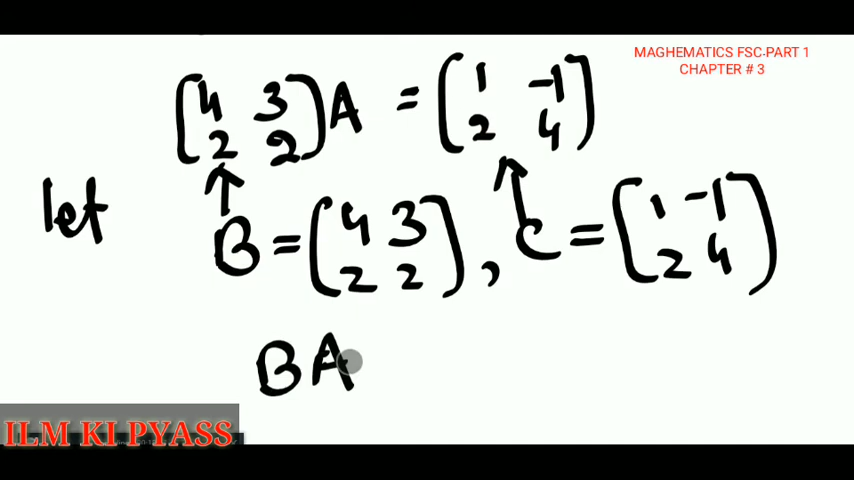 MAGHEMATICS FSC-PART 1
CHAPTER # 3
[4 3
2 2] A = [1 -1
2 4]
let B = [4 3
2 2] , C = [1 -1
2 4]
BA
ILM KI PYASS